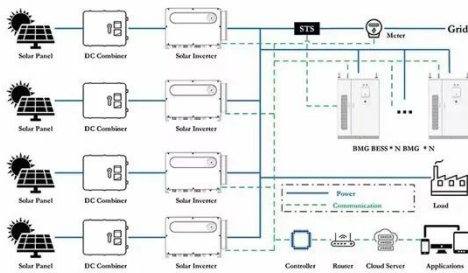 STS
Meter
Grid
Solar Panel
DC Combiner
Solar Inverter
Solar Panel
DC Combiner
Solar Inverter
BMG BESS * N BMG * N
Solar Panel
DC Combiner
Solar Inverter
Load
Power
Communication
Solar Panel
DC Combiner
Solar Inverter
Controller
Router
Cloud Server
Applications